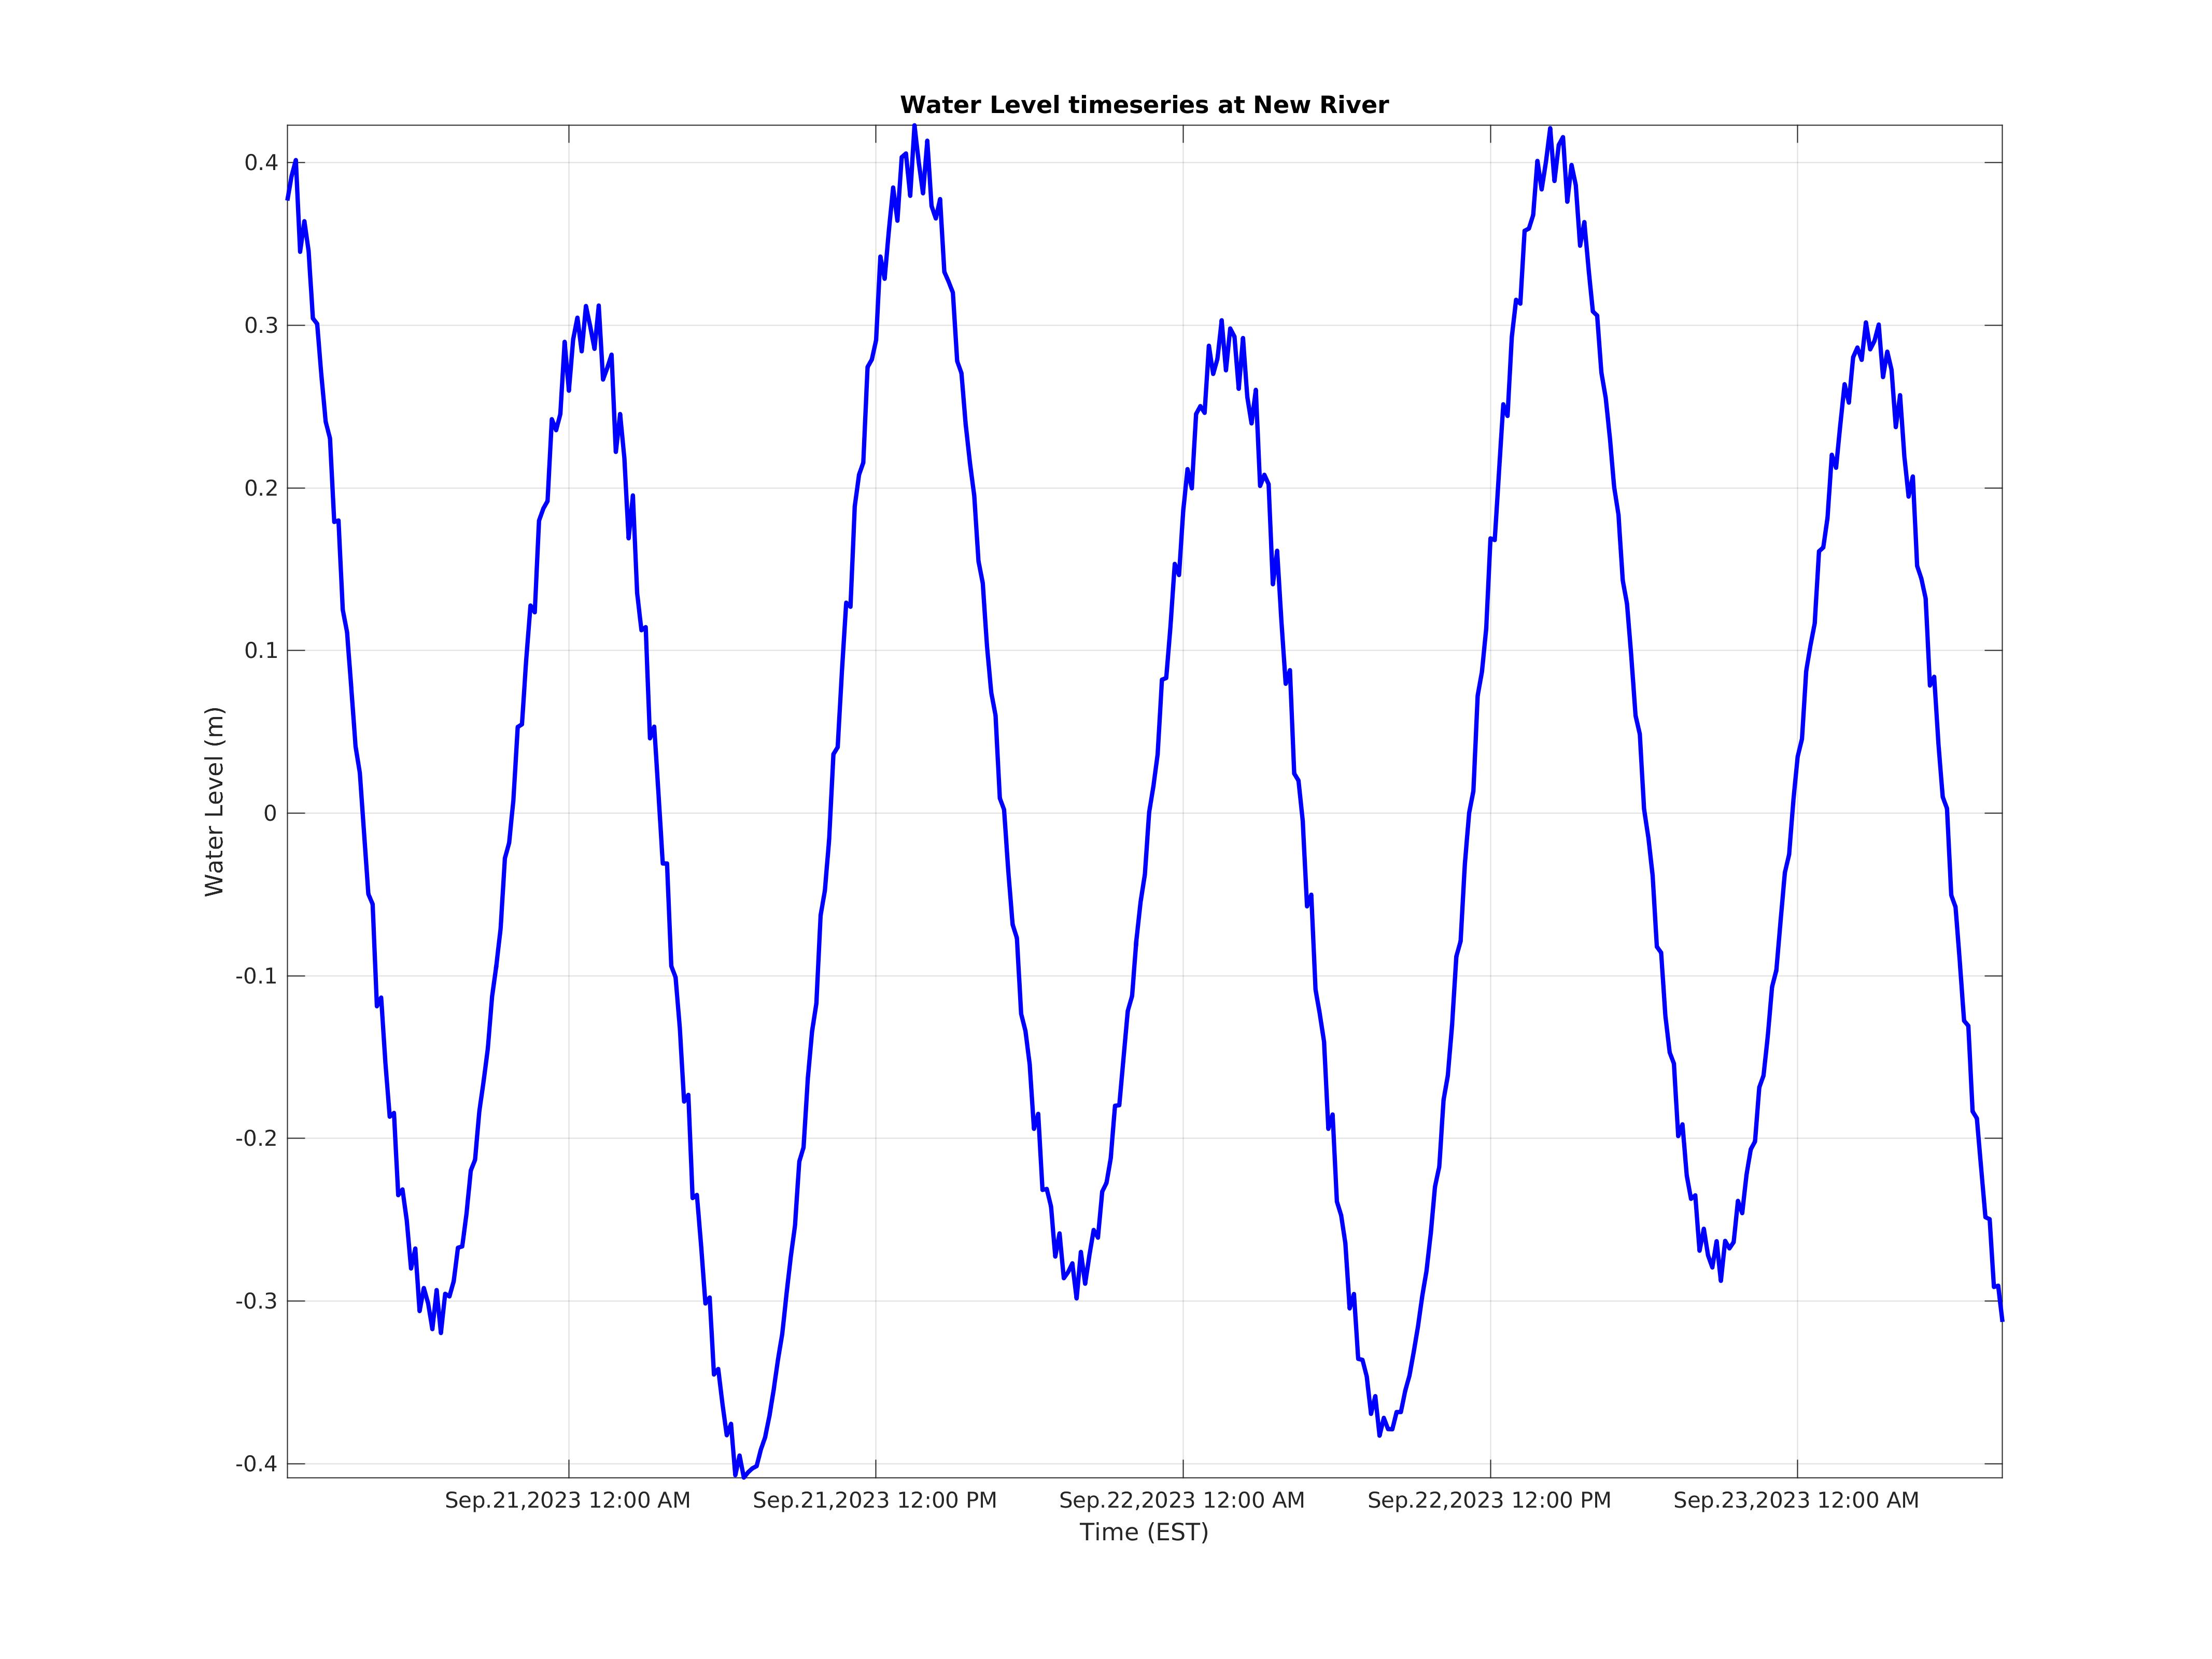 Water Level timeseries at New River
0.4
0.3
0.2
0.1
0
-0.1
-0.2
-0.3
-0.4
Water Level (m)
Sep.21,2023 12:00 AM Sep.21,2023 12:00 PM Sep.22,2023 12:00 AM Sep.22,2023 12:00 PM Sep.23,2023 12:00 AM
Time (EST)